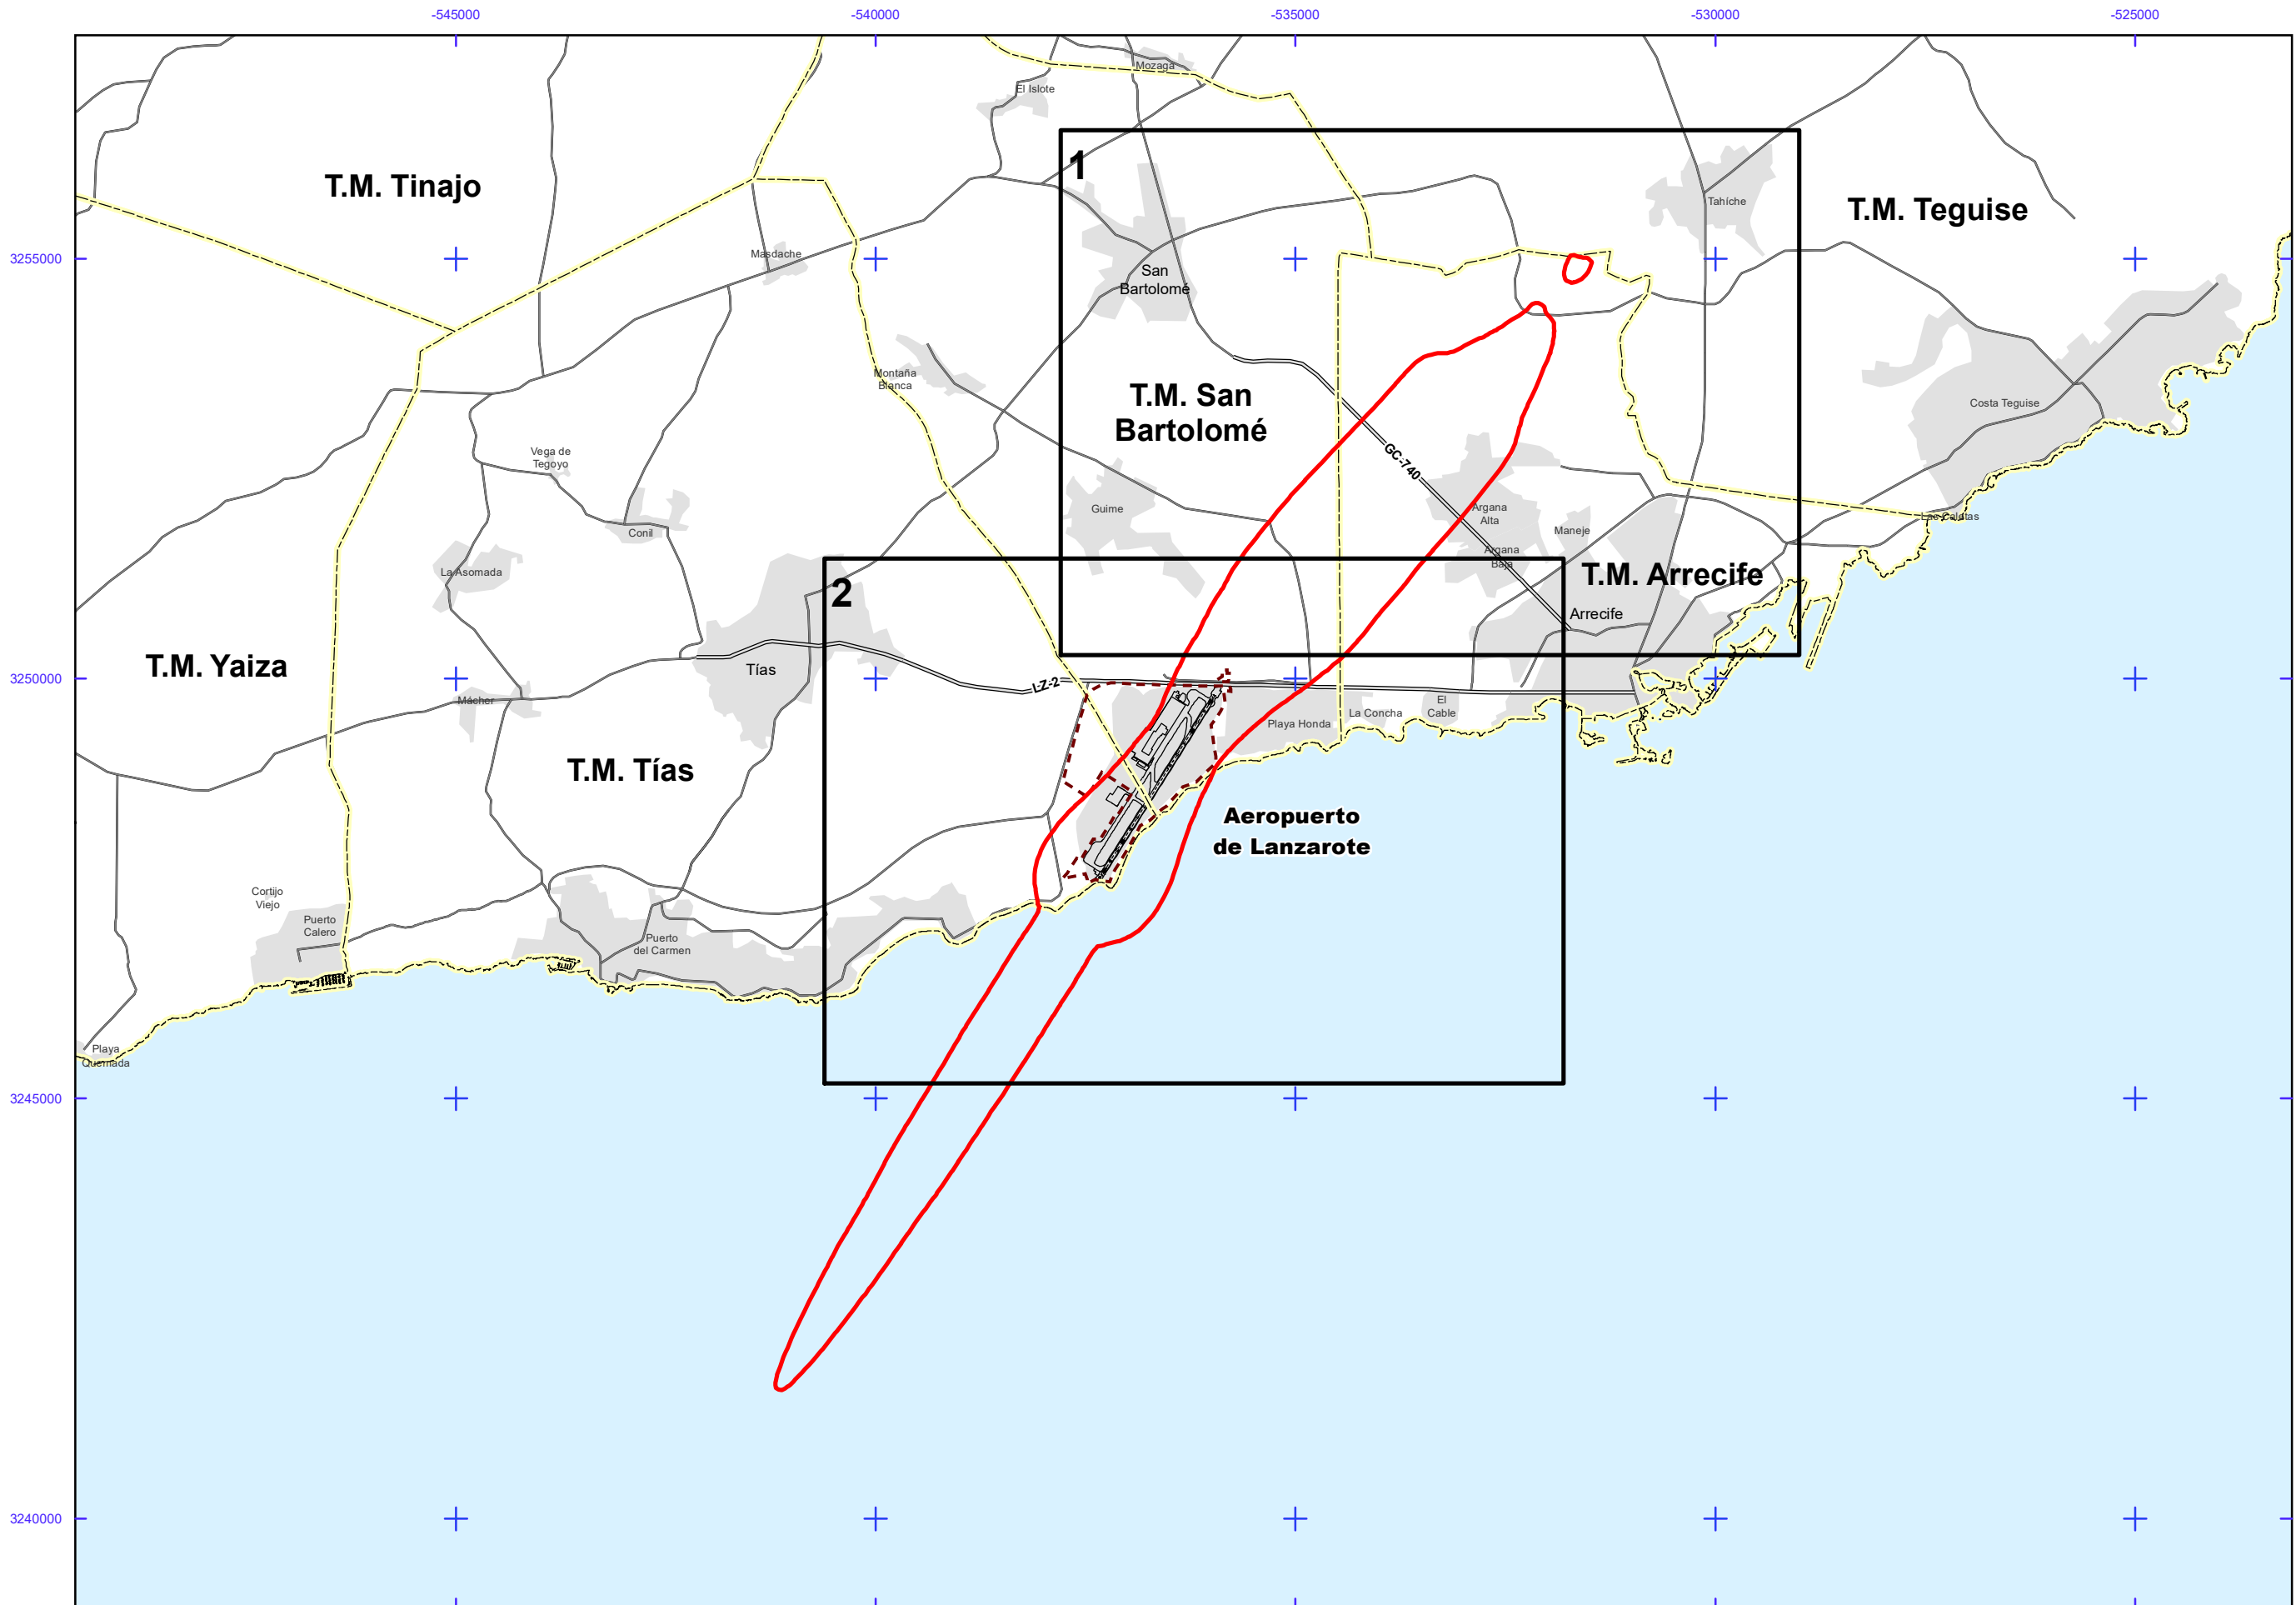 -545000
-540000
-535000
-530000
-525000
Mozaga
El Islote
1
T.M. Tinajo
Tahíche
T.M. Teguise
3255000
Masdache
San
Bartolomé
Montaña
Blanca
T.M. San
Bartolomé
Costa Teguise
GC-740
Vega de
Tegoyo
Guime
Argana
Alta
Las Caletas
Conil
Maneje
Argana
Baja
La Asomada
T.M. Arrecife
2
Arrecife
T.M. Yaiza
Tías
3250000
LZ-2
Mácher
El
Cable
La Concha
Playa Honda
T.M. Tías
Aeropuerto
de Lanzarote
Cortijo
Viejo
Puerto
Calero
Puerto
del Carmen
Playa
Quemada
3245000
3240000